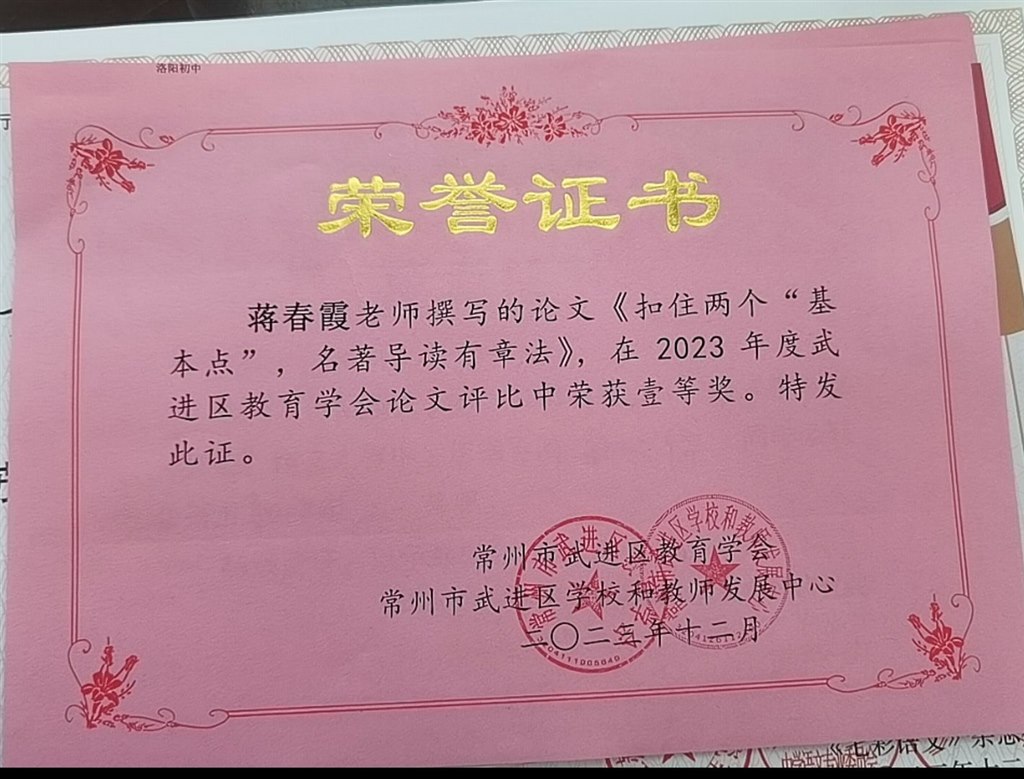 洛阳初中
荣誉证书
蒋春霞老师撰写的论文《扣住两个“基
本点”，名著导读有章法》，在 2023 年度武
进区教育学会论文评比中荣获壹等奖。特发
此证。
常州市武进区教育学会
常州市武进区学校和教师发展中心
二〇二三年十二月